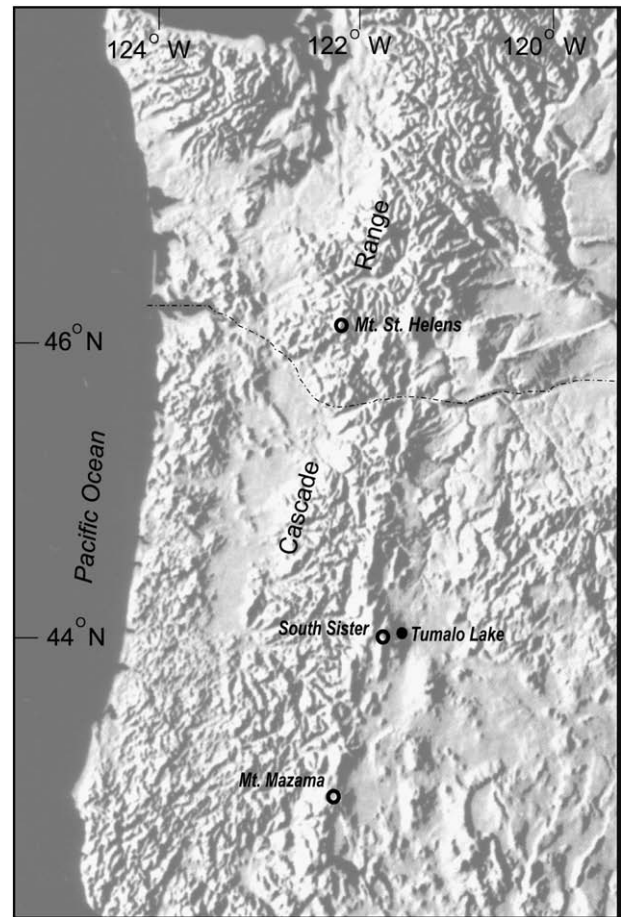 124° W
122° W
120° W
Range
Mt. St. Helens
46° N
Pacific Ocean
Cascade
South Sister
Tumalo Lake
44° N
Mt. Mazama